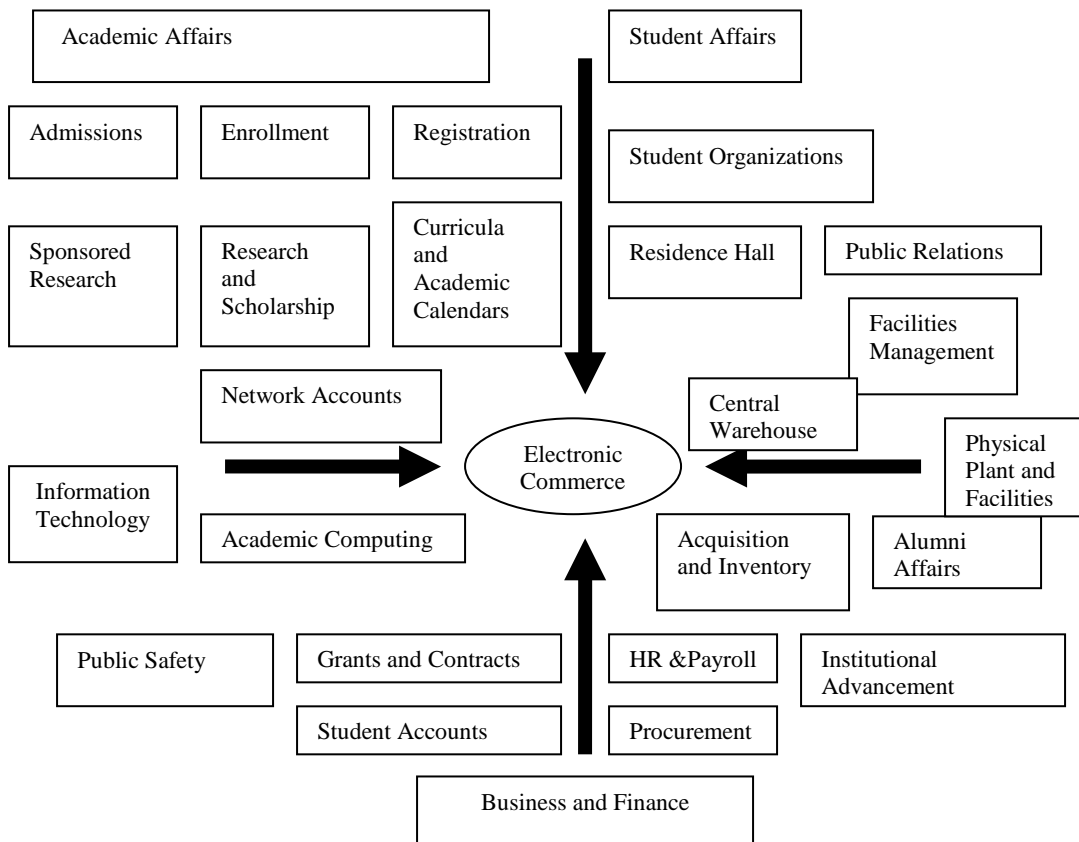 Academic Affairs
Student Affairs
Admissions
Enrollment
Registration
Student Organizations
Sponsored
Research
Research
and
Scholarship
Curricula
and
Academic
Calendars
Residence Hall
Public Relations
Facilities
Management
Network Accounts
Central
Warehouse
Electronic
Commerce
Physical
Plant and
Facilities
Information
Technology
Academic Computing
Acquisition
and Inventory
Alumni
Affairs
Public Safety
Grants and Contracts
HR &Payroll
Institutional
Advancement
Student Accounts
Procurement
Business and Finance